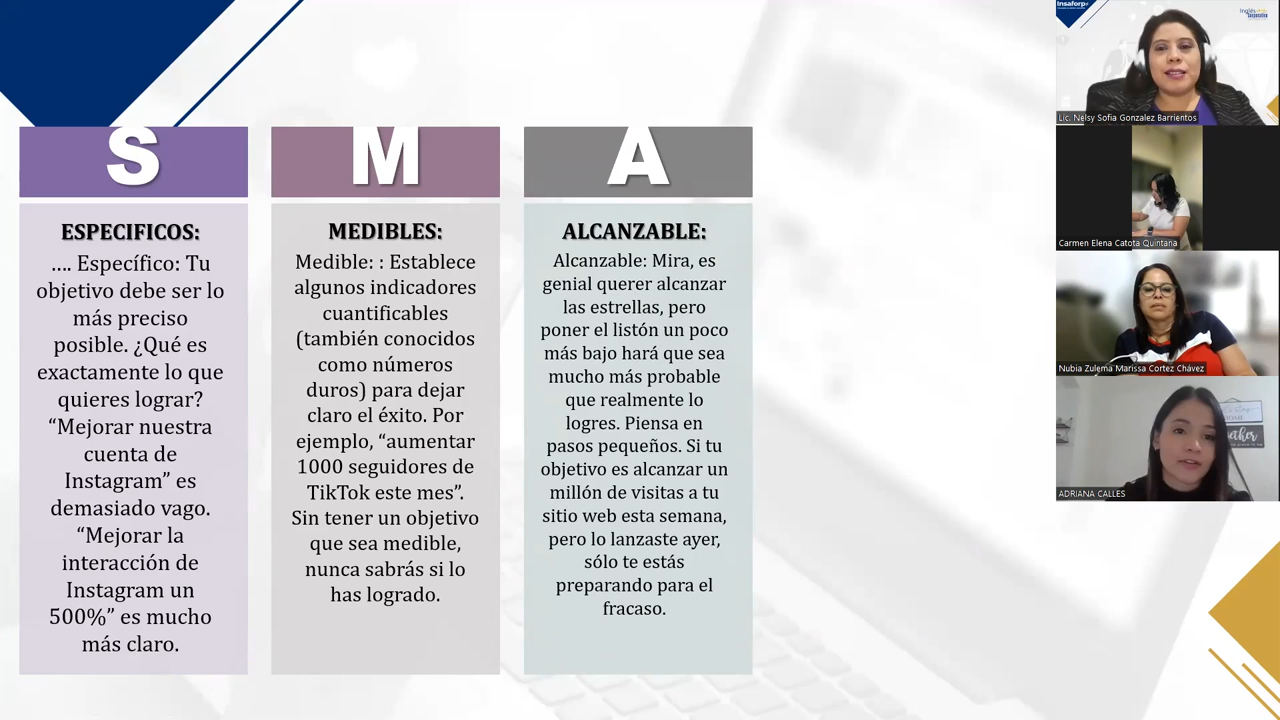 S
ESPECIFICOS:
…. Específico: Tu
objetivo debe ser lo
más preciso
posible. ¿Qué es
exactamente lo que
quieres lograr?
“Mejorar nuestra
cuenta de
Instagram” es
demasiado vago.
“Mejorar la
interacción de
Instagram un
500%” es mucho
más claro.
M
MEDIBLES:
Medible: : Establece
algunos indicadores
cuantificables
(también conocidos
como números
duros) para dejar
claro el éxito. Por
ejemplo, “aumentar
1000 seguidores de
TikTok este mes”.
Sin tener un objetivo
que sea medible,
nunca sabrás si lo
has logrado.
A
ALCANZABLE:
Alcanzable: Mira, es
genial querer alcanzar
las estrellas, pero
poner el listón un poco
más bajo hará que sea
mucho más probable
que realmente lo
logres. Piensa en
pasos pequeños. Si tu
objetivo es alcanzar un
millón de visitas a tu
sitio web esta semana,
pero lo lanzaste ayer,
sólo te estás
preparando para el
fracaso.
Insaforp
Inglés
corporativo
Lic. Nelsy Sofia Gonzalez Barrientos
Carmen Elena Catota Quintana
Nubia Zulema Marissa Cortez Chávez
HOME
ADRIANA CALLES